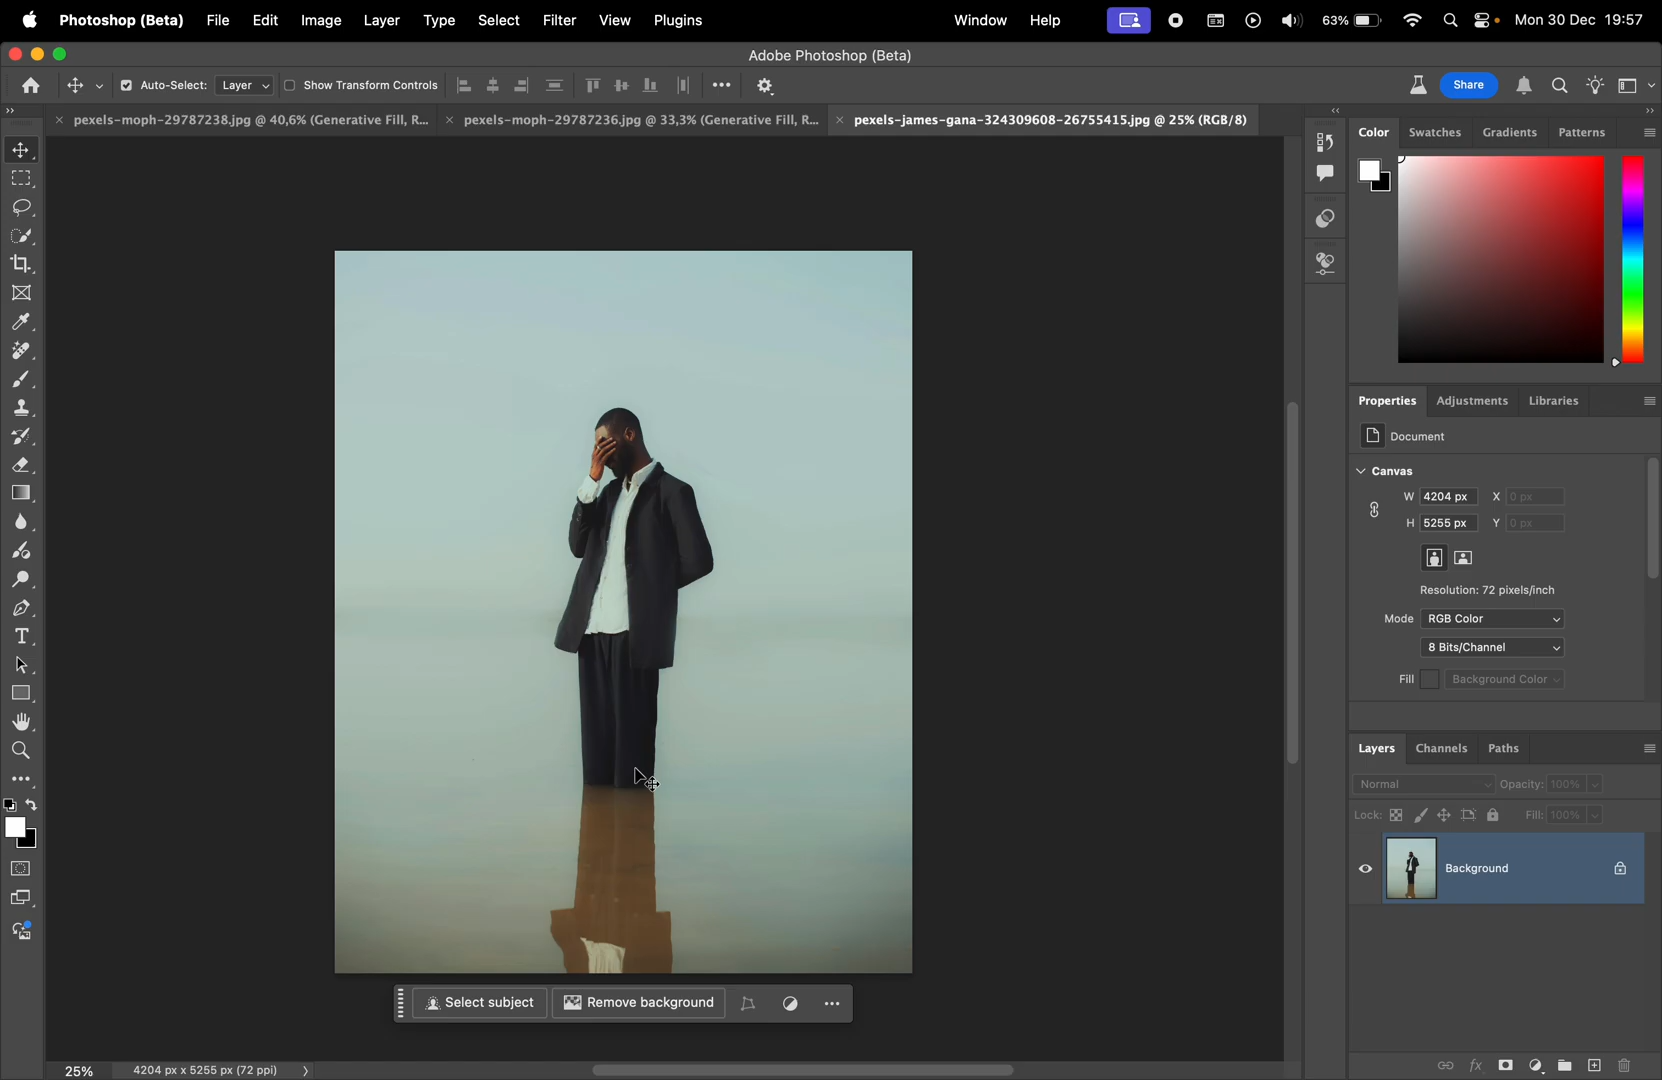 Photoshop (Beta) File Edit Image Layer Type Select Filter View Plugins Window Help 63% Mon 30 Dec 19:57
Adobe Photoshop (Beta)
Auto-Select: Layer Show Transform Controls Share
pexels-moph-29787238.jpg @ 40,6% (Generative Fill, R... pexels-moph-29787236.jpg @ 33,3% (Generative Fill, R... pexels-james-gana-324309608-26755415.jpg @ 25% (RGB/8)
Color Swatches Gradients Patterns
Properties Adjustments Libraries
Document
Canvas
W 4204 px X 0 px
H 5255 px Y 0 px
Resolution: 72 pixels/inch
Mode RGB Color
8 Bits/Channel
Fill Background Color
Layers Channels Paths
Normal Opacity: 100%
Lock: Fill: 100%
Background
Select subject Remove background
25% 4204 px x 5255 px (72 ppi)